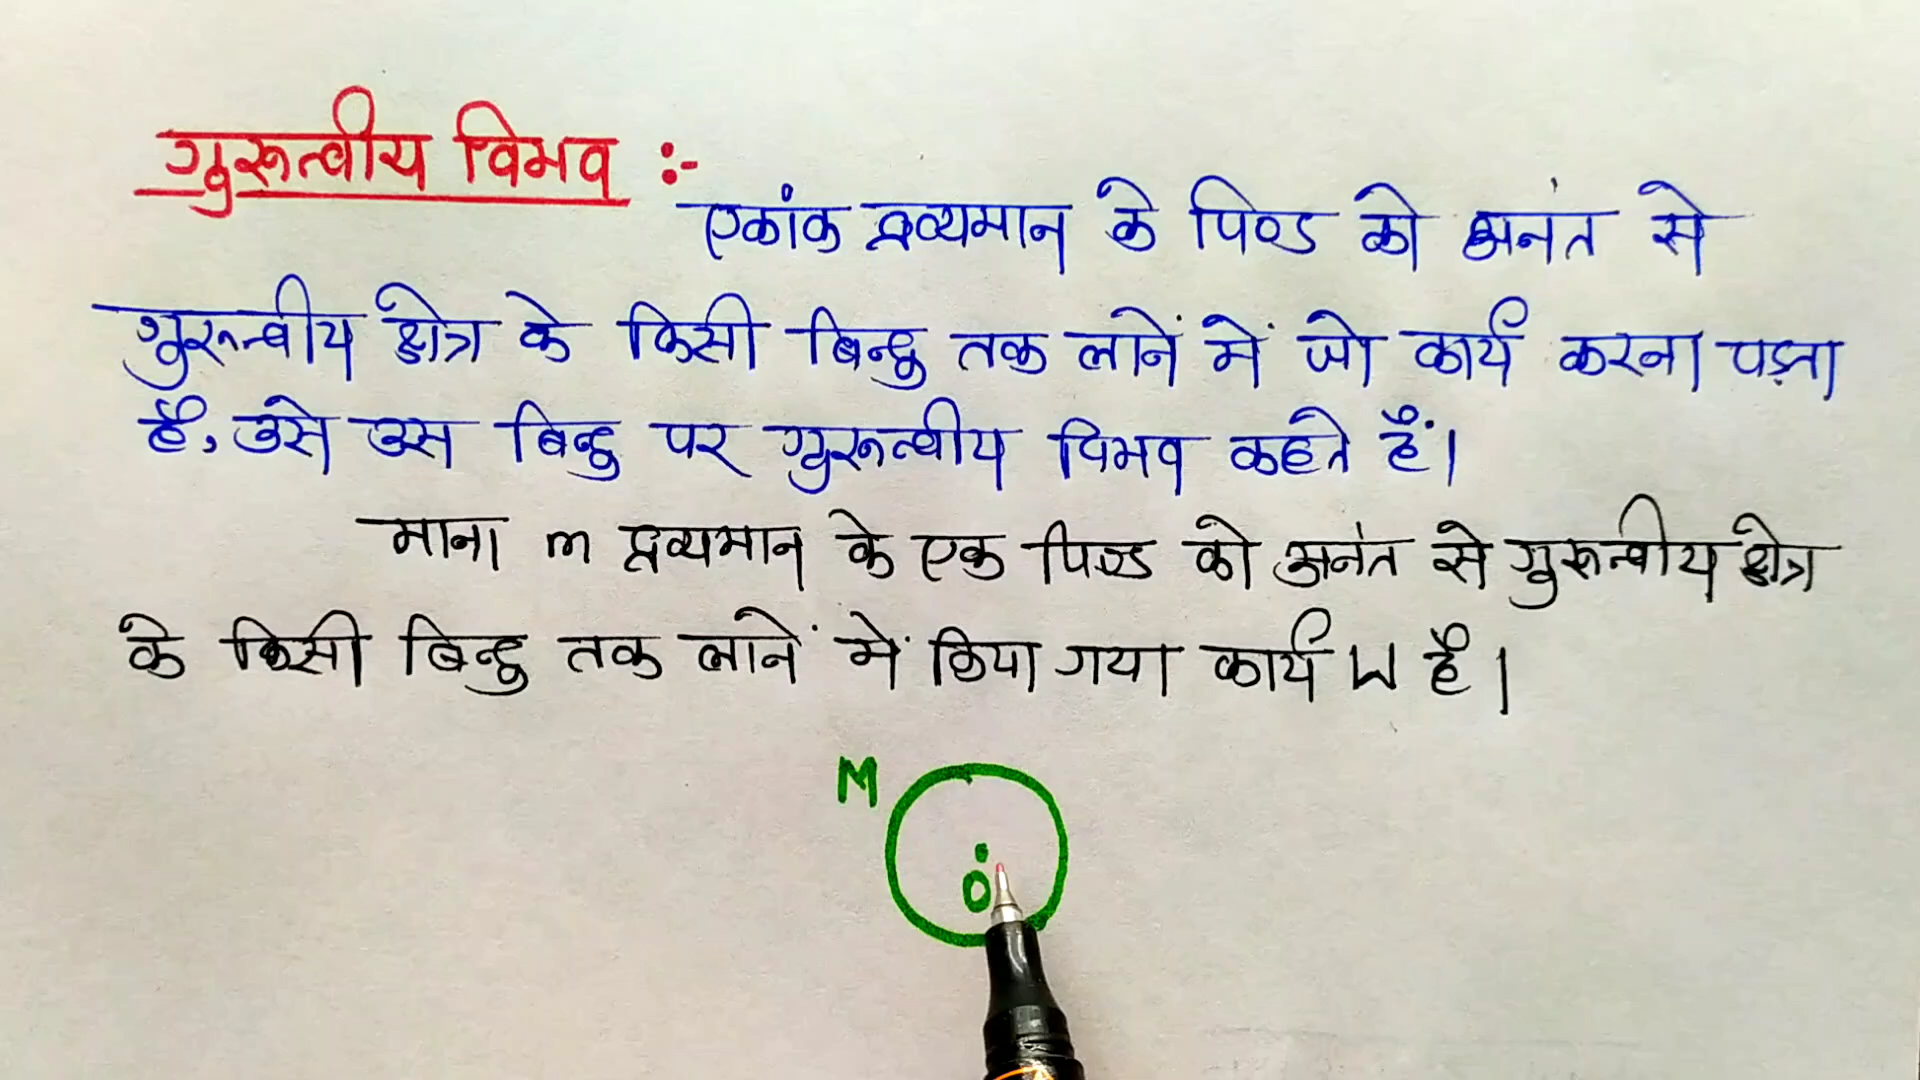 गुरूत्वीय विभव :-
एकांक द्रव्यमान के पिण्ड को अनंत से
गुरूत्वीय क्षेत्र के किसी बिन्दु तक लानें में जो कार्य करना पड़ता
है, उसे उस बिन्दु पर गुरूत्वीय विभव कहते हैं।
माना m द्रव्यमान के एक पिण्ड को अनंत से गुरूत्वीय क्षेत्र
के किसी बिन्दु तक लानें में किया गया कार्य W है।
M
O